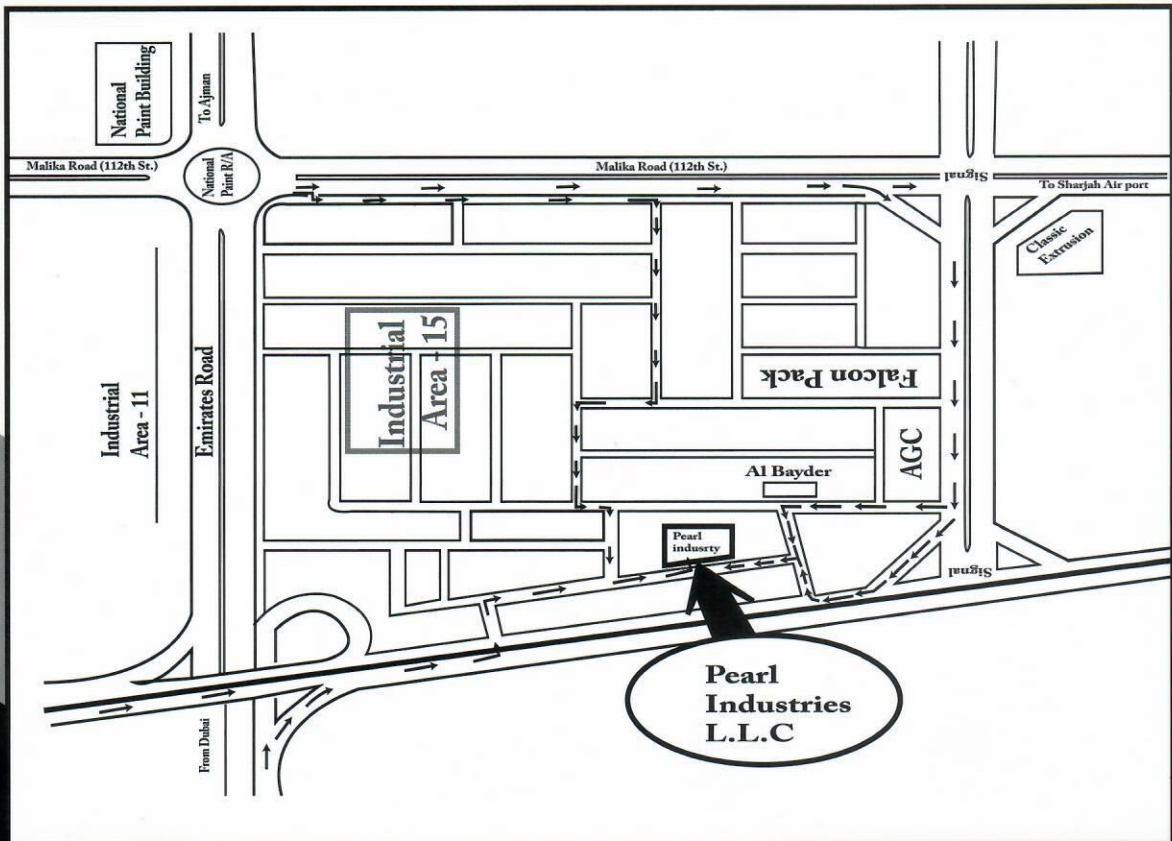 National
Paint Building
To Ajman
Malika Road (112th St.)
National
Paint R/A
Malika Road (112th St.)
Signal
To Sharjah Air port
Classic
Extrusion
Industrial
Area - 11
Emirates Road
Industrial
Area - 15
Falcon Pack
AGC
Al Bayder
Pearl
indusrty
Signal
From Dubai
Pearl
Industries
L.L.C